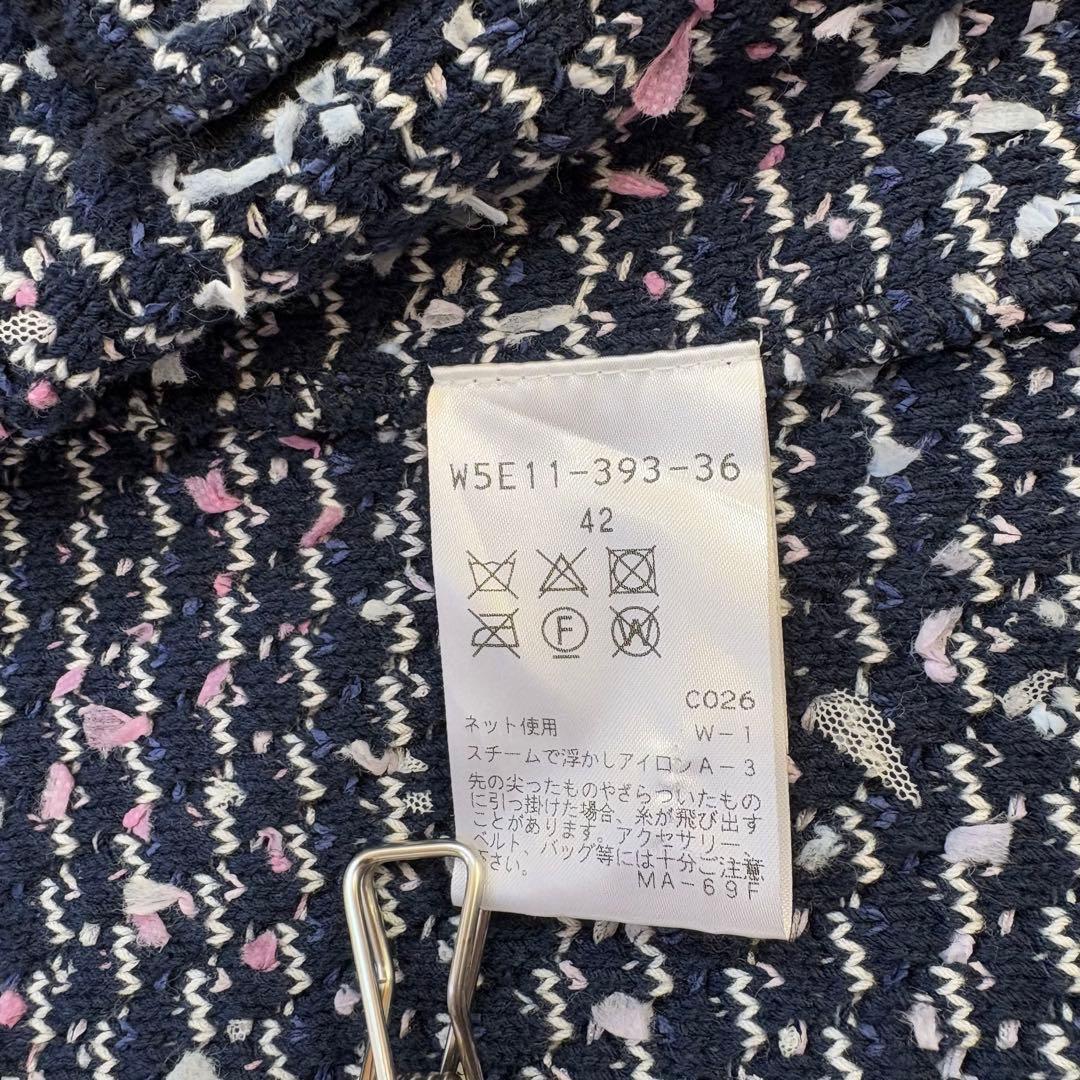 W5E11-393-36
42
F
W
C026
ネット使用 W-1
スチームで浮かしアイロンA-3
先の尖ったものやざらついたもの
に引っ掛けた場合、糸が飛び出す
ことがあります。アクセサリー、
ベルト、バッグ等には十分ご注意
下さい。
MA-69F